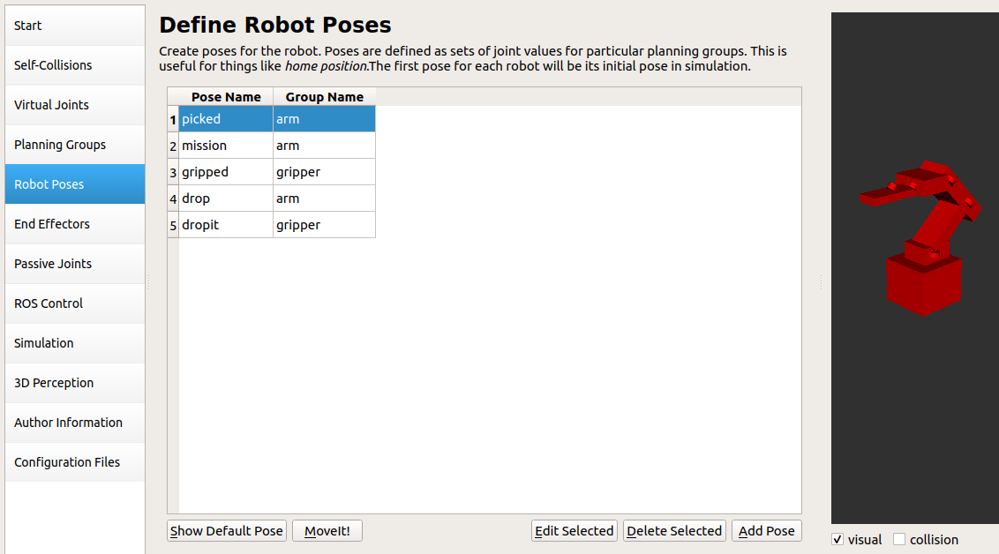 Start
Self-Collisions
Virtual Joints
Planning Groups
Robot Poses
End Effectors
Passive Joints
ROS Control
Simulation
3D Perception
Author Information
Configuration Files
Define Robot Poses
Create poses for the robot. Poses are defined as sets of joint values for particular planning groups. This is
useful for things like home position.The first pose for each robot will be its initial pose in simulation.
Pose Name Group Name
1 picked arm
2 mission arm
3 gripped gripper
4 drop arm
5 dropit gripper
Show Default Pose MoveIt! Edit Selected Delete Selected Add Pose
visual collision